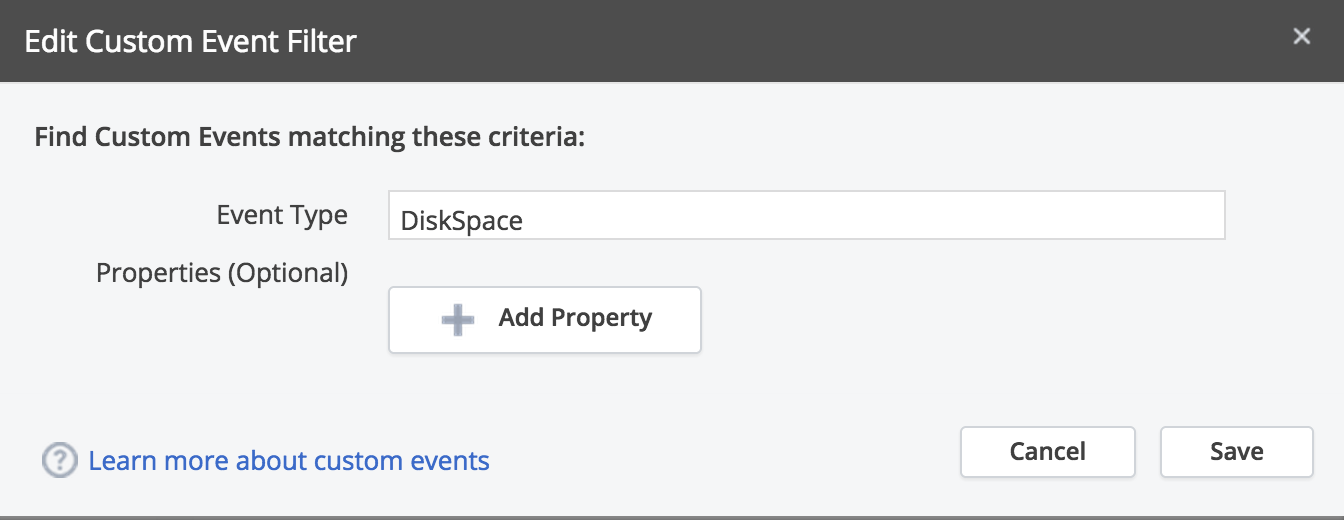 Edit Custom Event Filter
Find Custom Events matching these criteria:
Event Type
DiskSpace
Properties (Optional)
Add Property
Learn more about custom events
Cancel
Save